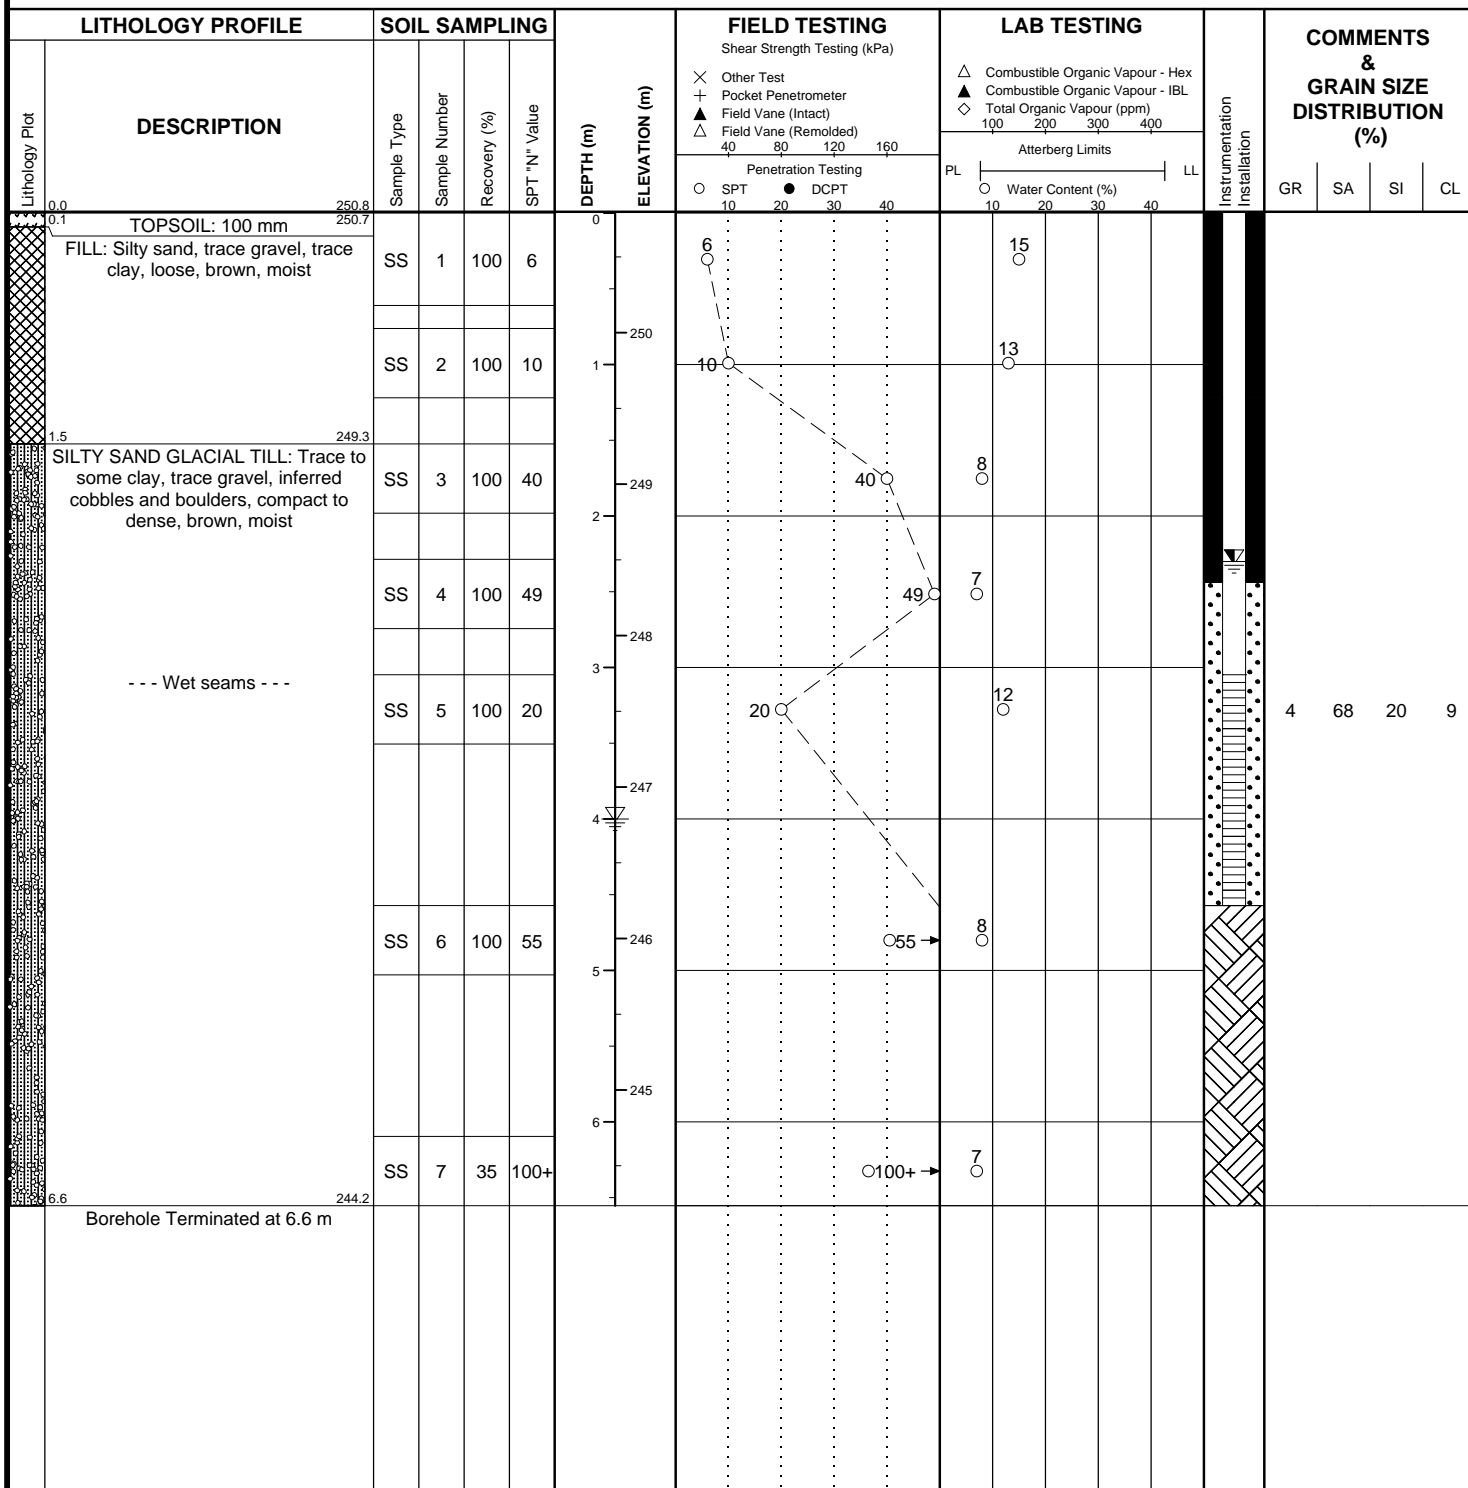 LITHOLOGY PROFILE
SOIL SAMPLING
FIELD TESTING
LAB TESTING
COMMENTS
&
GRAIN SIZE
DISTRIBUTION
(%)
Lithology Plot
DESCRIPTION
Sample Type
Sample Number
Recovery (%)
SPT "N" Value
DEPTH (m)
ELEVATION (m)
Shear Strength Testing (kPa)
Other Test
Pocket Penetrometer
Field Vane (Intact)
Field Vane (Remolded)
40 80 120 160
Penetration Testing
SPT DCPT
10 20 30 40
Combustible Organic Vapour - Hex
Combustible Organic Vapour - IBL
Total Organic Vapour (ppm)
100 200 300 400
Atterberg Limits
PL LL
Water Content (%)
10 20 30 40
Instrumentation
Installation
GR SA SI CL
0.0 250.8
0.1 250.7
TOPSOIL: 100 mm
FILL: Silty sand, trace gravel, trace
clay, loose, brown, moist
SS 1 100 6
0
6
15
250
SS 2 100 10
1
10
13
1.5 249.3
SILTY SAND GLACIAL TILL: Trace to
some clay, trace gravel, inferred
cobbles and boulders, compact to
dense, brown, moist
SS 3 100 40
249
40
8
2
SS 4 100 49
49
7
248
3
- - - Wet seams - - -
SS 5 100 20
20
12
4 68 20 9
247
4
SS 6 100 55
246
55
8
5
245
6
SS 7 35 100+
100+
7
6.6 244.2
Borehole Terminated at 6.6 m